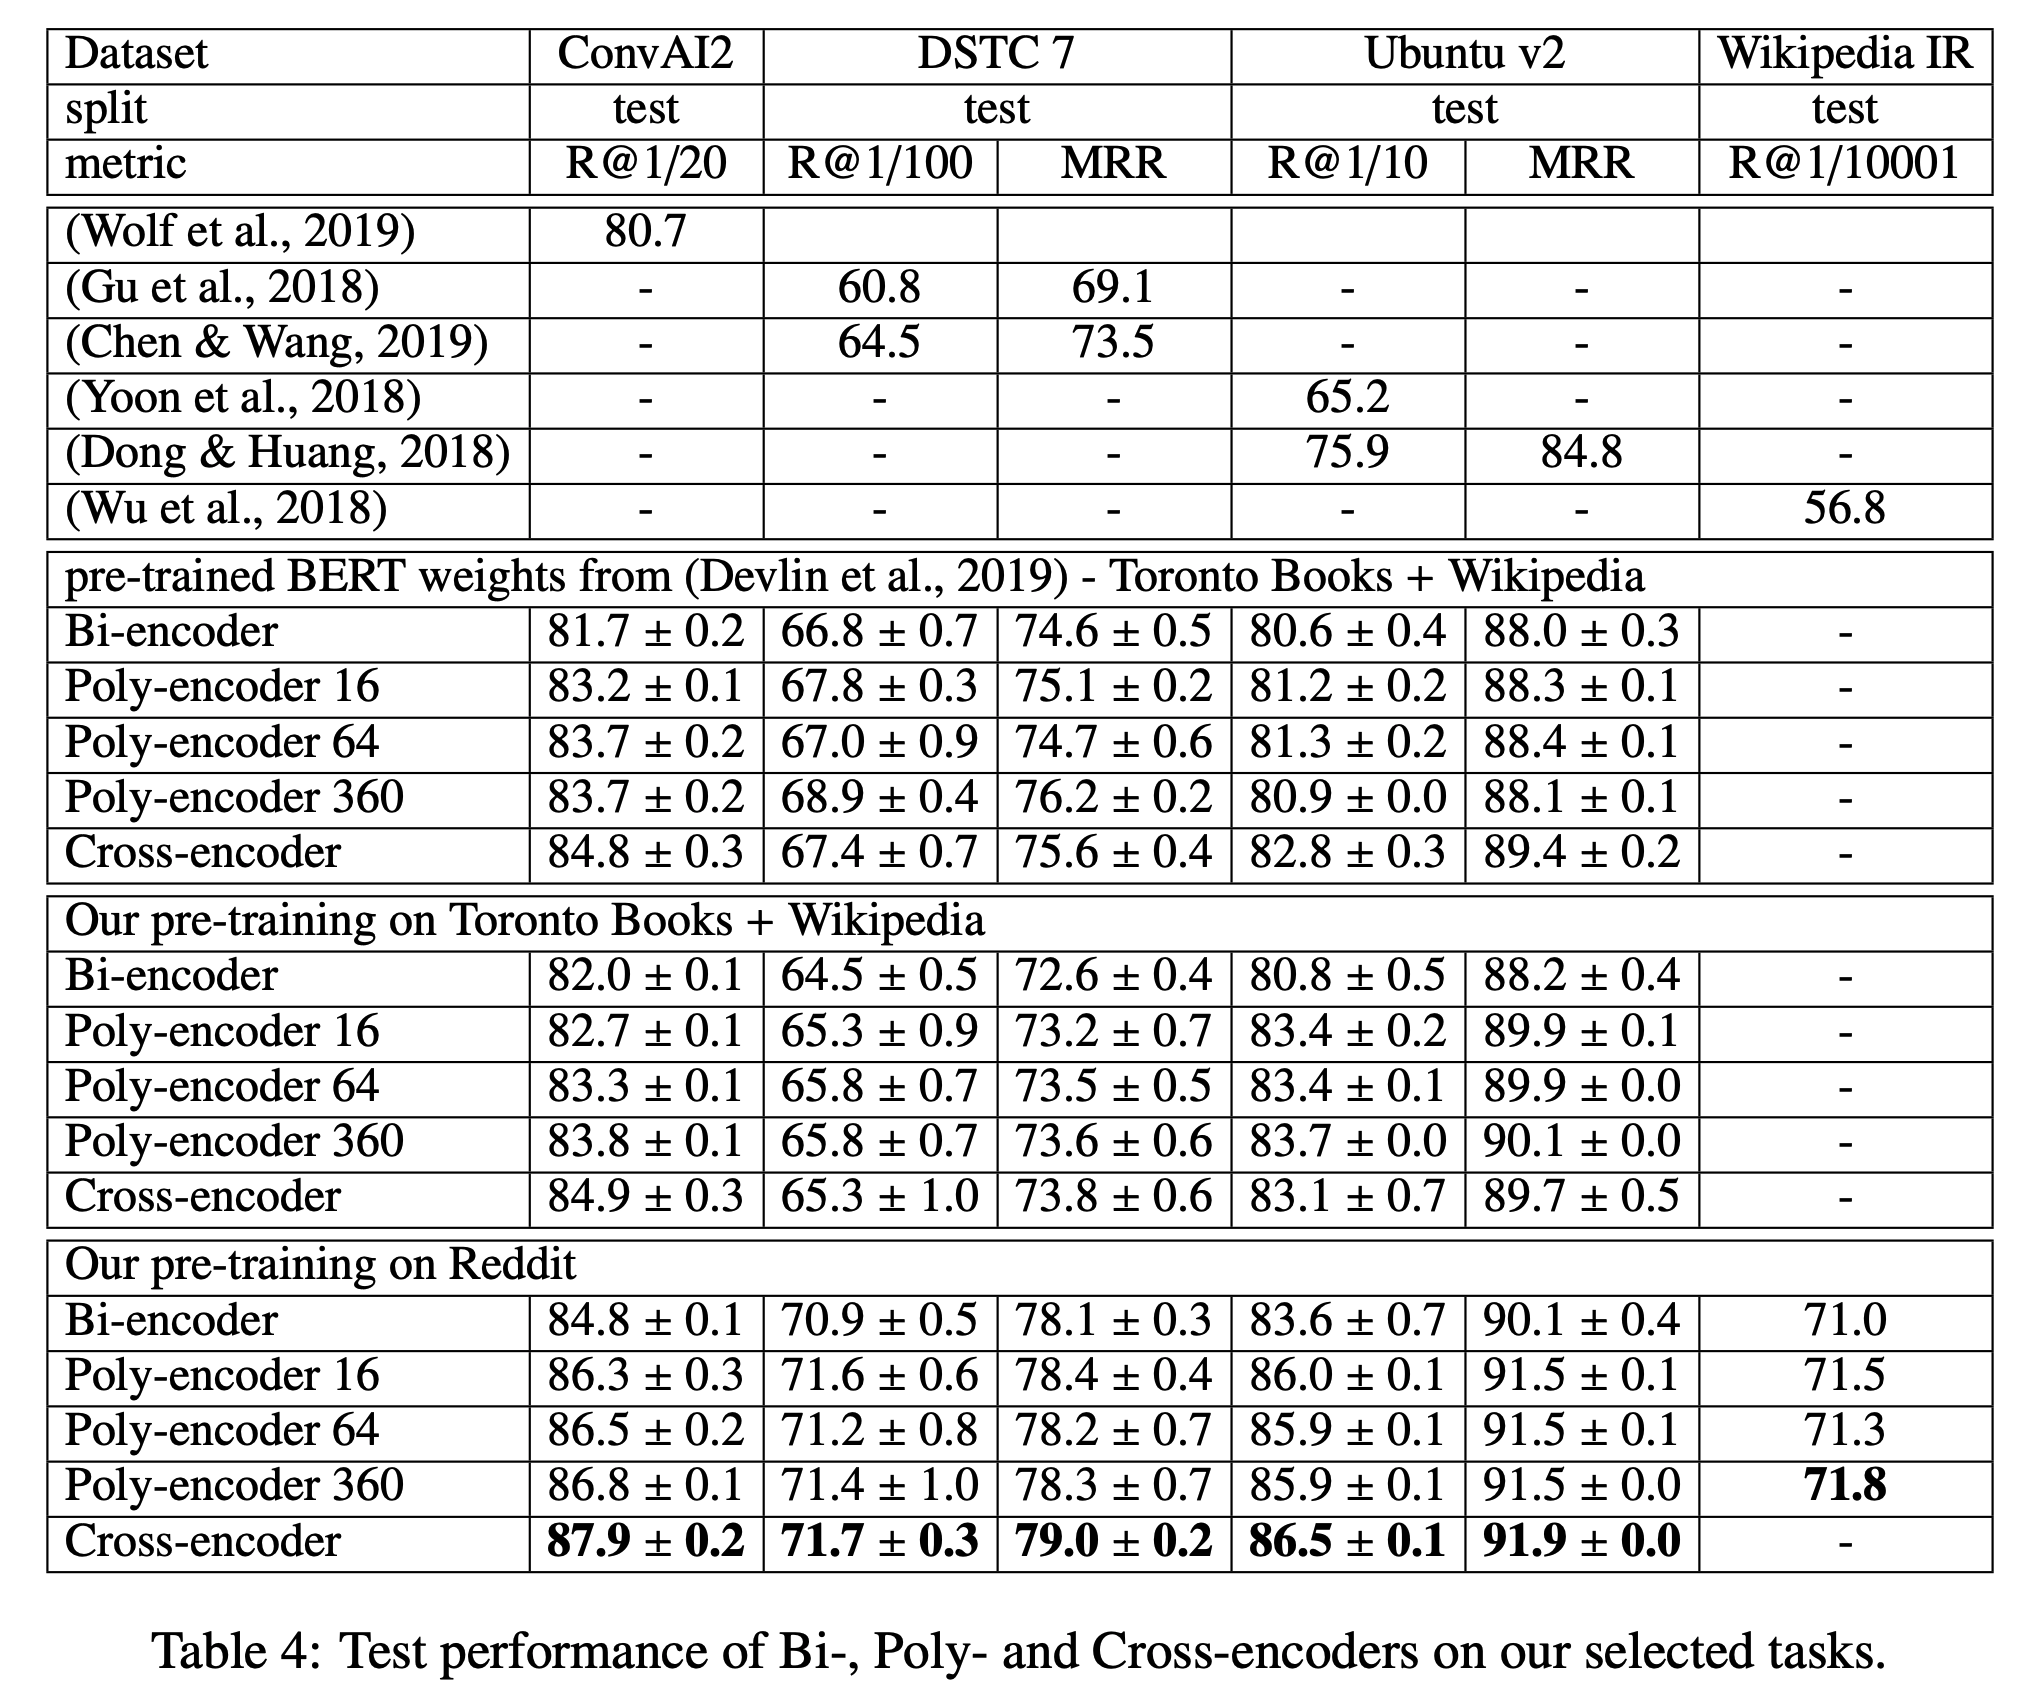 Dataset ConvAI2 DSTC 7 Ubuntu v2 Wikipedia IR
split test test test test
metric R@1/20 R@1/100 MRR R@1/10 MRR R@1/10001
(Wolf et al., 2019) 80.7
(Gu et al., 2018) - 60.8 69.1 - - -
(Chen & Wang, 2019) - 64.5 73.5 - - -
(Yoon et al., 2018) - - - 65.2 - -
(Dong & Huang, 2018) - - - 75.9 84.8 -
(Wu et al., 2018) - - - - - 56.8
pre-trained BERT weights from (Devlin et al., 2019) - Toronto Books + Wikipedia
Bi-encoder 81.7 ± 0.2 66.8 ± 0.7 74.6 ± 0.5 80.6 ± 0.4 88.0 ± 0.3 -
Poly-encoder 16 83.2 ± 0.1 67.8 ± 0.3 75.1 ± 0.2 81.2 ± 0.2 88.3 ± 0.1 -
Poly-encoder 64 83.7 ± 0.2 67.0 ± 0.9 74.7 ± 0.6 81.3 ± 0.2 88.4 ± 0.1 -
Poly-encoder 360 83.7 ± 0.2 68.9 ± 0.4 76.2 ± 0.2 80.9 ± 0.0 88.1 ± 0.1 -
Cross-encoder 84.8 ± 0.3 67.4 ± 0.7 75.6 ± 0.4 82.8 ± 0.3 89.4 ± 0.2 -
Our pre-training on Toronto Books + Wikipedia
Bi-encoder 82.0 ± 0.1 64.5 ± 0.5 72.6 ± 0.4 80.8 ± 0.5 88.2 ± 0.4 -
Poly-encoder 16 82.7 ± 0.1 65.3 ± 0.9 73.2 ± 0.7 83.4 ± 0.2 89.9 ± 0.1 -
Poly-encoder 64 83.3 ± 0.1 65.8 ± 0.7 73.5 ± 0.5 83.4 ± 0.1 89.9 ± 0.0 -
Poly-encoder 360 83.8 ± 0.1 65.8 ± 0.7 73.6 ± 0.6 83.7 ± 0.0 90.1 ± 0.0 -
Cross-encoder 84.9 ± 0.3 65.3 ± 1.0 73.8 ± 0.6 83.1 ± 0.7 89.7 ± 0.5 -
Our pre-training on Reddit
Bi-encoder 84.8 ± 0.1 70.9 ± 0.5 78.1 ± 0.3 83.6 ± 0.7 90.1 ± 0.4 71.0
Poly-encoder 16 86.3 ± 0.3 71.6 ± 0.6 78.4 ± 0.4 86.0 ± 0.1 91.5 ± 0.1 71.5
Poly-encoder 64 86.5 ± 0.2 71.2 ± 0.8 78.2 ± 0.7 85.9 ± 0.1 91.5 ± 0.1 71.3
Poly-encoder 360 86.8 ± 0.1 71.4 ± 1.0 78.3 ± 0.7 85.9 ± 0.1 91.5 ± 0.0 71.8
Cross-encoder 87.9 ± 0.2 71.7 ± 0.3 79.0 ± 0.2 86.5 ± 0.1 91.9 ± 0.0 -
Table 4: Test performance of Bi-, Poly- and Cross-encoders on our selected tasks.